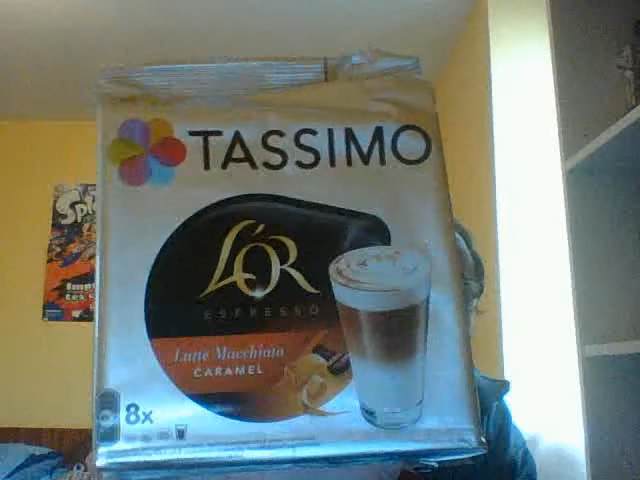 TASSIMO
L'OR
ESPRESSO
Latte Macchiato
CARAMEL
8x